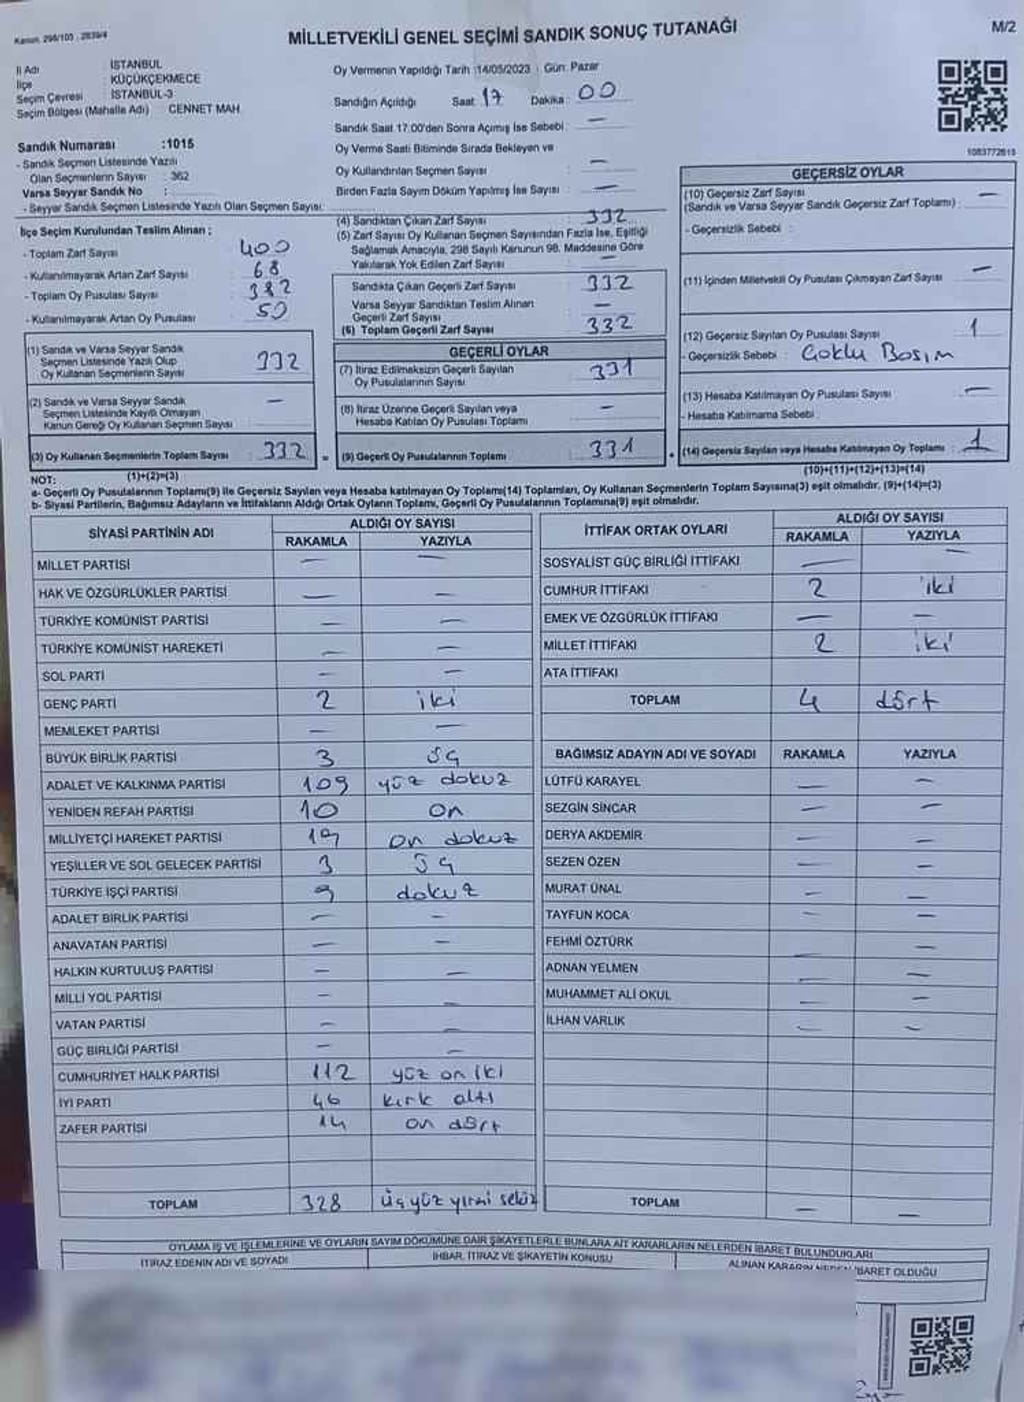 Kanun: 298/105 , 2839/4
MİLLETVEKİLİ GENEL SEÇİMİ SANDIK SONUÇ TUTANAĞI
M/2
İl Adı : İSTANBUL
İlçe : KÜÇÜKÇEKMECE
Seçim Çevresi : İSTANBUL-3
Seçim Bölgesi (Mahalle Adı) : CENNET MAH.
Oy Vermenin Yapıldığı Tarih :14/05/2023 Gün: Pazar
Sandığın Açıldığı Saat 17 Dakika: 00
Sandık Saat 17:00'den Sonra Açılmış İse Sebebi : —
Oy Verme Saati Bitiminde Sırada Bekleyen ve
Oy Kullandırılan Seçmen Sayısı : —
Birden Fazla Sayım Döküm Yapılmış İse Sayısı : —
1083772815
Sandık Numarası :1015
- Sandık Seçmen Listesinde Yazılı
Olan Seçmenlerin Sayısı : 362
Varsa Seyyar Sandık No :
- Seyyar Sandık Seçmen Listesinde Yazılı Olan Seçmen Sayısı:
İlçe Seçim Kurulundan Teslim Alınan :
- Toplam Zarf Sayısı : 400
- Kullanılmayarak Artan Zarf Sayısı : 68
- Toplam Oy Pusulası Sayısı : 382
- Kullanılmayarak Artan Oy Pusulası : 50
(1) Sandık ve Varsa Seyyar Sandık
Seçmen Listesinde Yazılı Olup
Oy Kullanan Seçmenlerin Sayısı : 332
(2) Sandık ve Varsa Seyyar Sandık
Seçmen Listesinde Kayıtlı Olmayan
Kanun Gereği Oy Kullanan Seçmen Sayısı : —
(3) Oy Kullanan Seçmenlerin Toplam Sayısı : 332
(1)+(2)=(3)
(4) Sandıktan Çıkan Zarf Sayısı : 332
(5) Zarf Sayısı Oy Kullanan Seçmen Sayısından Fazla İse, Eşitliği
Sağlamak Amacıyla, 298 Sayılı Kanunun 98. Maddesine Göre
Yakılarak Yok Edilen Zarf Sayısı : —
Sandıkta Çıkan Geçerli Zarf Sayısı : 332
Varsa Seyyar Sandıktan Teslim Alınan
Geçerli Zarf Sayısı : —
(6) Toplam Geçerli Zarf Sayısı : 332
GEÇERLİ OYLAR
(7) İtiraz Edilmeksizin Geçerli Sayılan
Oy Pusulalarının Sayısı : 331
(8) İtiraz Üzerine Geçerli Sayılan veya
Hesaba Katılan Oy Pusulası Toplamı : —
= (9) Geçerli Oy Pusulalarının Toplamı : 331
GEÇERSİZ OYLAR
(10) Geçersiz Zarf Sayısı
(Sandık ve Varsa Seyyar Sandık Geçersiz Zarf Toplamı) : —
- Geçersizlik Sebebi :
(11) İçinden Milletvekili Oy Pusulası Çıkmayan Zarf Sayısı : —
(12) Geçersiz Sayılan Oy Pusulası Sayısı : 1
- Geçersizlik Sebebi : Çoklu Basım
(13) Hesaba Katılmayan Oy Pusulası Sayısı : —
- Hesaba Katılmama Sebebi :
+ (14) Geçersiz Sayılan veya Hesaba Katılmayan Oy Toplamı : 1
(10)+(11)+(12)+(13)=(14)
NOT:
a- Geçerli Oy Pusulalarının Toplamı(9) ile Geçersiz Sayılan veya Hesaba katılmayan Oy Toplamı(14) Toplamları, Oy Kullanan Seçmenlerin Toplam Sayısına(3) eşit olmalıdır. (9)+(14)=(3)
b- Siyasi Partilerin, Bağımsız Adayların ve İttifakların Aldığı Ortak Oyların Toplamı, Geçerli Oy Pusulalarının Toplamına(9) eşit olmalıdır.
SİYASİ PARTİNİN ADI ALDIĞI OY SAYISI
RAKAMLA YAZIYLA
MİLLET PARTİSİ — —
HAK VE ÖZGÜRLÜKLER PARTİSİ — —
TÜRKİYE KOMÜNİST PARTİSİ — —
TÜRKİYE KOMÜNİST HAREKETİ — —
SOL PARTİ — —
GENÇ PARTİ 2 iki
MEMLEKET PARTİSİ — —
BÜYÜK BİRLİK PARTİSİ 3 üç
ADALET VE KALKINMA PARTİSİ 109 yüz dokuz
YENİDEN REFAH PARTİSİ 10 on
MİLLİYETÇİ HAREKET PARTİSİ 19 on dokuz
YEŞİLLER VE SOL GELECEK PARTİSİ 3 üç
TÜRKİYE İŞÇİ PARTİSİ 9 dokuz
ADALET BİRLİK PARTİSİ — —
ANAVATAN PARTİSİ — —
HALKIN KURTULUŞ PARTİSİ — —
MİLLİ YOL PARTİSİ — —
VATAN PARTİSİ — —
GÜÇ BİRLİĞİ PARTİSİ — —
CUMHURİYET HALK PARTİSİ 112 yüz on iki
İYİ PARTİ 46 kırk altı
ZAFER PARTİSİ 14 on dört
TOPLAM 328 üç yüz yirmi sekiz
İTTİFAK ORTAK OYLARI ALDIĞI OY SAYISI
RAKAMLA YAZIYLA
SOSYALİST GÜÇ BİRLİĞİ İTTİFAKI — —
CUMHUR İTTİFAKI 2 iki
EMEK VE ÖZGÜRLÜK İTTİFAKI — —
MİLLET İTTİFAKI 2 iki
ATA İTTİFAKI
TOPLAM 4 dört
BAĞIMSIZ ADAYIN ADI VE SOYADI RAKAMLA YAZIYLA
LÜTFÜ KARAYEL — —
SEZGİN SİNCAR — —
DERYA AKDEMİR — —
SEZEN ÖZEN — —
MURAT ÜNAL — —
TAYFUN KOCA — —
FEHMİ ÖZTÜRK — —
ADNAN YELMEN — —
MUHAMMET ALİ OKUL — —
İLHAN VARLIK — —
TOPLAM — —
OYLAMA İŞ VE İŞLEMLERİNE VE OYLARIN SAYIM DÖKÜMÜNE DAİR ŞİKAYETLERLE BUNLARA AİT KARARLARIN NELERDEN İBARET BULUNDUKLARI
İTİRAZ EDENİN ADI VE SOYADI İHBAR, İTİRAZ VE ŞİKAYETİN KONUSU ALINAN KARARIN NEDEN İBARET OLDUĞU